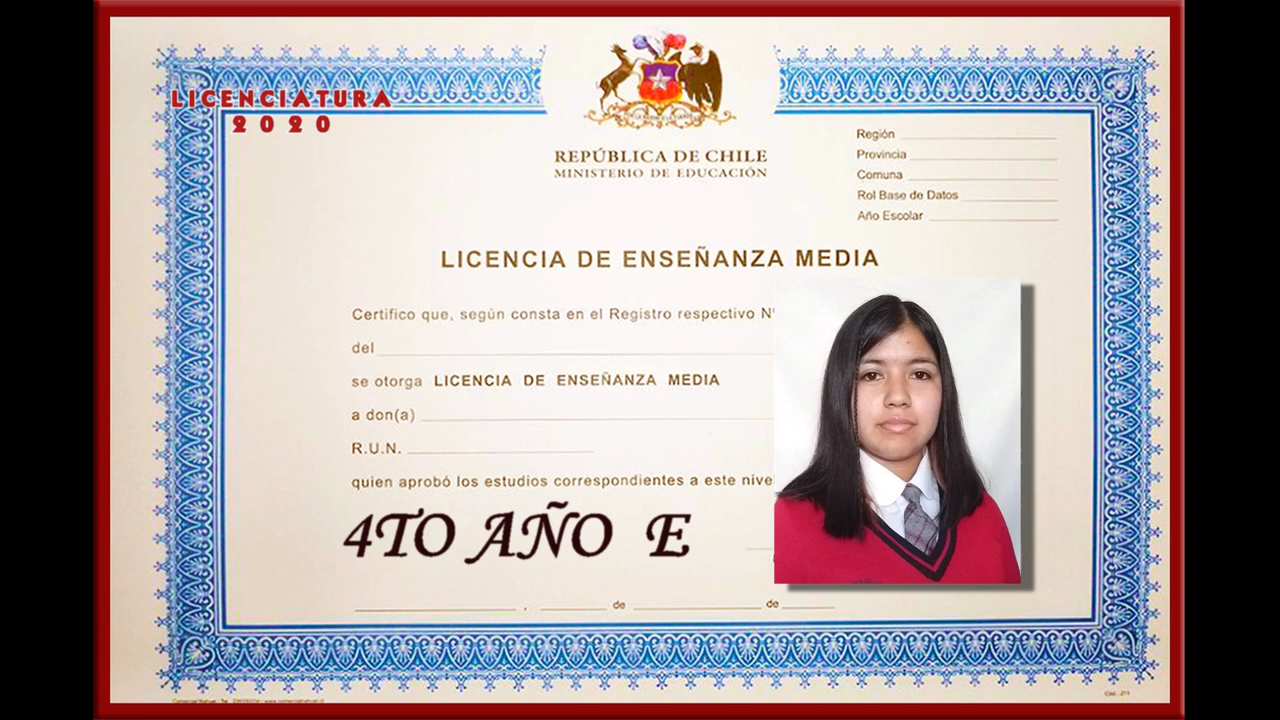 LICENCIATURA
2020
REPÚBLICA DE CHILE
MINISTERIO DE EDUCACIÓN
Región
Provincia
Comuna
Rol Base de Datos
Año Escolar
LICENCIA DE ENSEÑANZA MEDIA
Certifico que, según consta en el Registro respectivo N°
del
se otorga LICENCIA DE ENSEÑANZA MEDIA
a don(a)
R.U.N.
quien aprobó los estudios correspondientes a este nive
4TO AÑO E
, de de